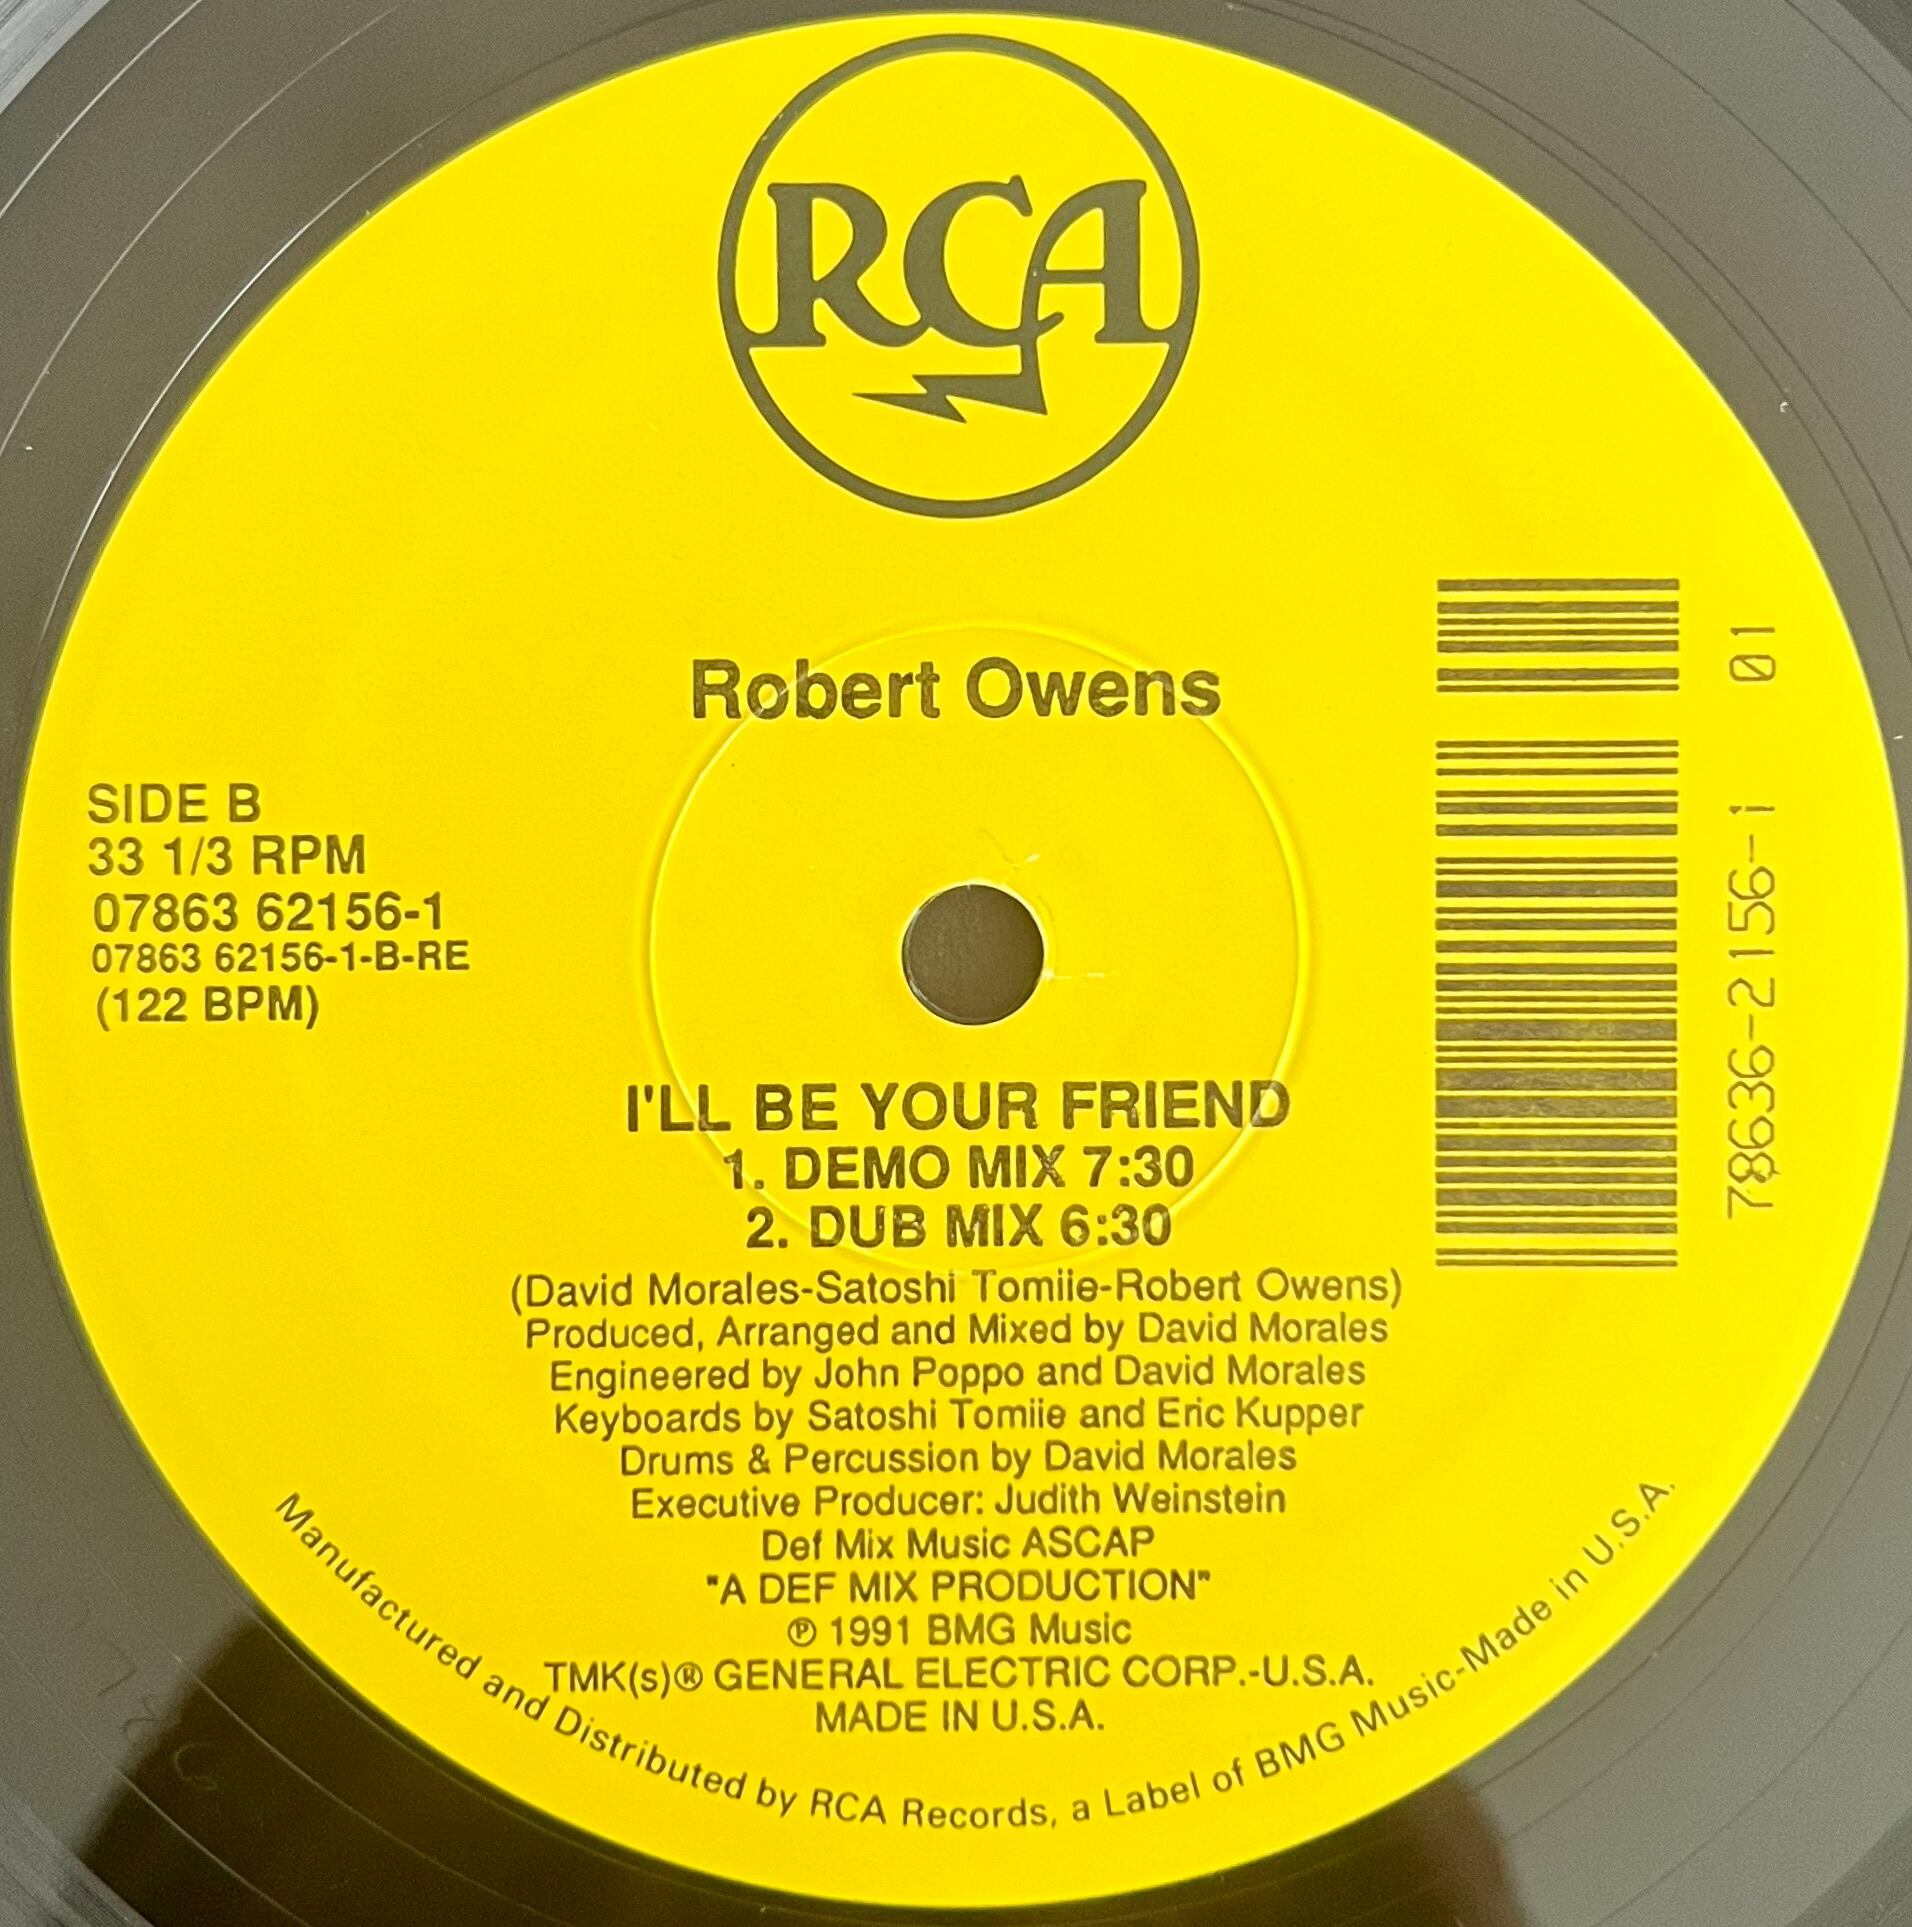 RCA
Robert Owens
SIDE B
33 1/3 RPM
07863 62156-1
07863 62156-1-B-RE
(122 BPM)
78636-2156-1 01
I'LL BE YOUR FRIEND
1. DEMO MIX 7:30
2. DUB MIX 6:30
(David Morales-Satoshi Tomiie-Robert Owens)
Produced, Arranged and Mixed by David Morales
Engineered by John Poppo and David Morales
Keyboards by Satoshi Tomiie and Eric Kupper
Drums & Percussion by David Morales
Executive Producer: Judith Weinstein
Def Mix Music ASCAP
"A DEF MIX PRODUCTION"
℗ 1991 BMG Music
TMK(s)® GENERAL ELECTRIC CORP.-U.S.A.
MADE IN U.S.A.
Manufactured and Distributed by RCA Records, a Label of BMG Music-Made in U.S.A.